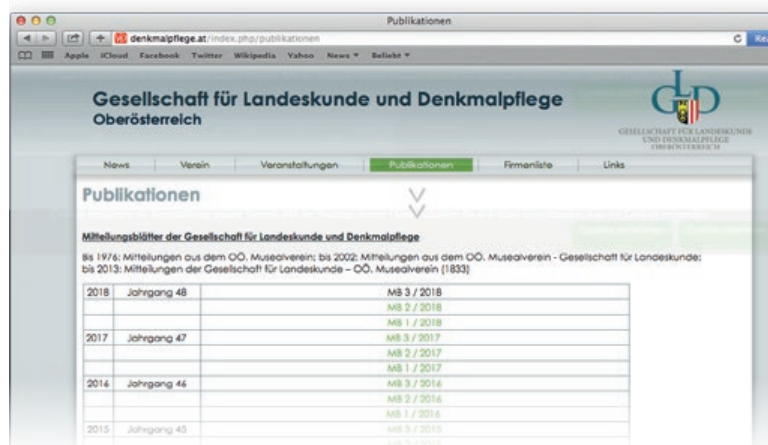 Publikationen
denkmalpflege.at/index.php/publikationen
Apple iCloud Facebook Twitter Wikipedia Yahoo News Beliebt
Gesellschaft für Landeskunde und Denkmalpflege
Oberösterreich
GLD
GESELLSCHAFT FÜR LANDESKUNDE
UND DENKMALPFLEGE
OBERÖSTERREICH
News Verein Veranstaltungen Publikationen Firmenliste Links
Publikationen
Mitteilungsblätter der Gesellschaft für Landeskunde und Denkmalpflege
Bis 1976: Mitteilungen aus dem OÖ. Musealverein; bis 2002: Mitteilungen aus dem OÖ. Musealverein - Gesellschaft für Landeskunde;
bis 2013: Mitteilungen der Gesellschaft für Landeskunde – OÖ. Musealverein (1833)
2018 Jahrgang 48 MB 3 / 2018
MB 2 / 2018
MB 1 / 2018
2017 Jahrgang 47 MB 3 / 2017
MB 2 / 2017
MB 1 / 2017
2016 Jahrgang 46 MB 3 / 2016
MB 2 / 2016
MB 1 / 2016
2015 Jahrgang 45 MB 3 / 2015